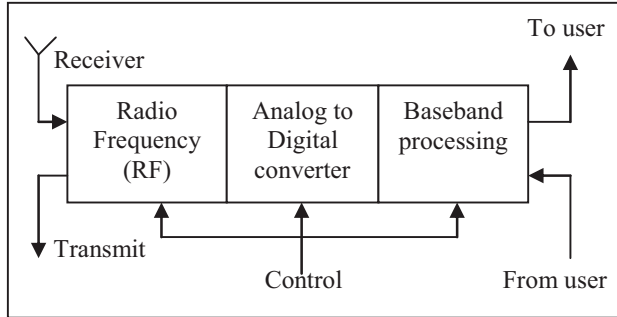 To user
Receiver
Radio
Frequency
(RF)
Analog to
Digital
converter
Baseband
processing
Transmit
Control
From user